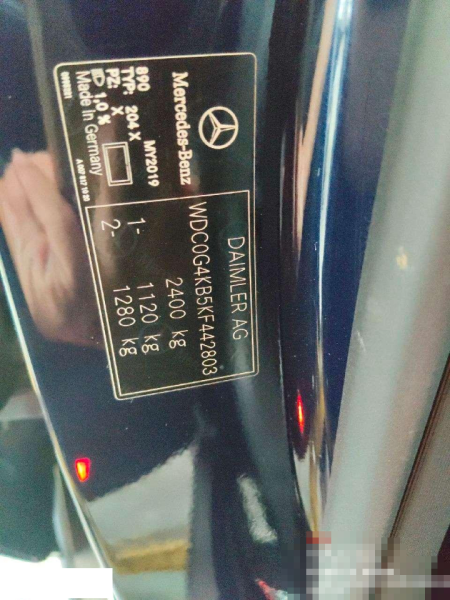 Mercedes-Benz
890 MY2019
TYP: 204 X
PZ: X
1,0 %
Made in Germany
DAIMLER AG
WDC0G4KB5KF442803
2400 kg
1- 1120 kg
2- 1280 kg